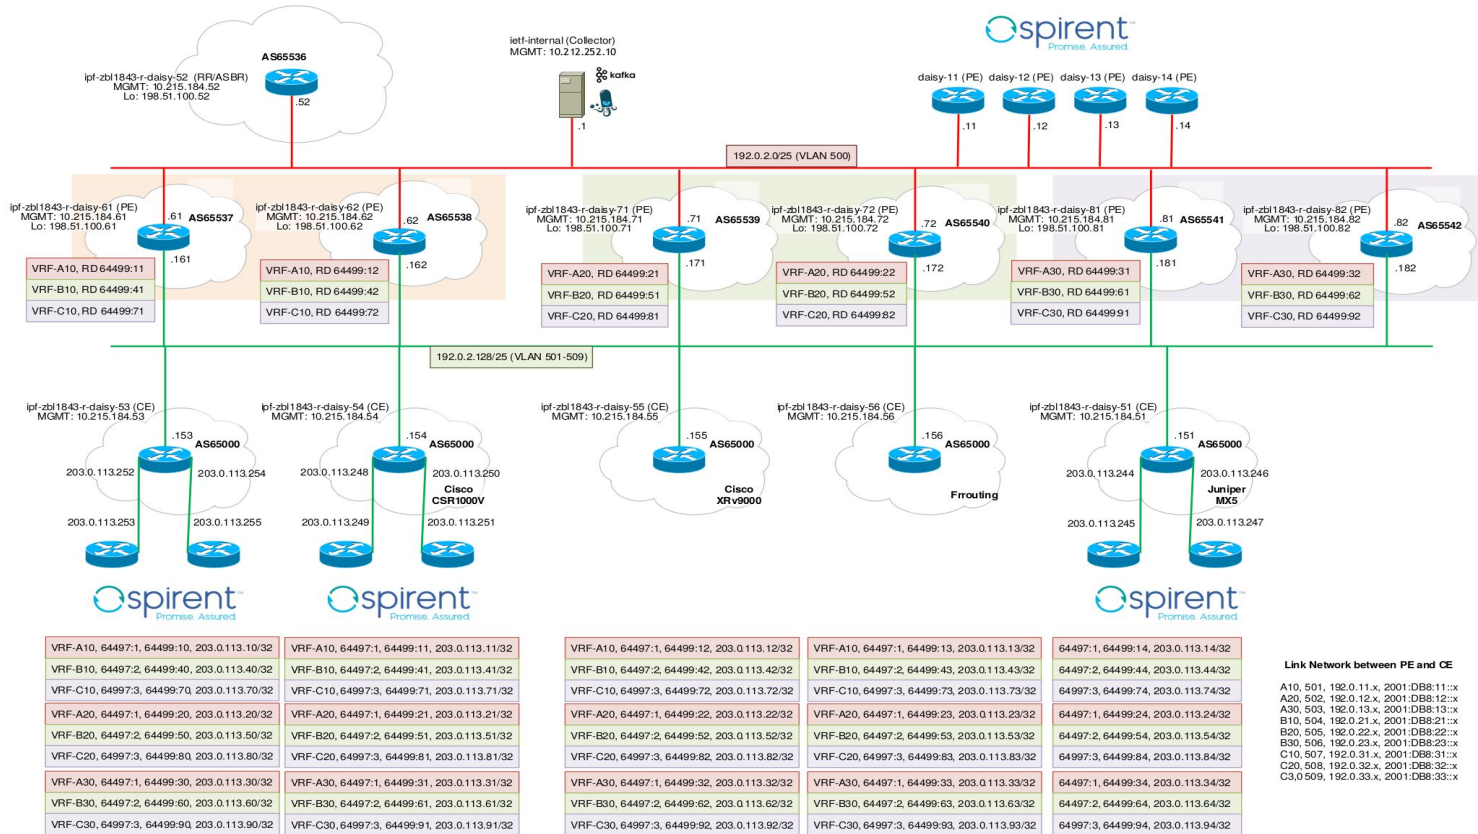 spirent™
Promise. Assured.
ietf-internal (Collector)
MGMT: 10.212.252.10
kafka
.1
AS65536
ipf-zbl1843-r-daisy-52 (RR/ASBR)
MGMT: 10.215.184.52
Lo: 198.51.100.52
.52
daisy-11 (PE)
daisy-12 (PE)
daisy-13 (PE)
daisy-14 (PE)
.11
.12
.13
.14
192.0.2.0/25 (VLAN 500)
ipf-zbl1843-r-daisy-61 (PE)
MGMT: 10.215.184.61
Lo: 198.51.100.61
.61
AS65537
.161
VRF-A10, RD 64499:11
VRF-B10, RD 64499:41
VRF-C10, RD 64499:71
ipf-zbl1843-r-daisy-62 (PE)
MGMT: 10.215.184.62
Lo: 198.51.100.62
.62
AS65538
.162
VRF-A10, RD 64499:12
VRF-B10, RD 64499:42
VRF-C10, RD 64499:72
ipf-zbl1843-r-daisy-71 (PE)
MGMT: 10.215.184.71
Lo: 198.51.100.71
.71
AS65539
.171
VRF-A20, RD 64499:21
VRF-B20, RD 64499:51
VRF-C20, RD 64499:81
ipf-zbl1843-r-daisy-72 (PE)
MGMT: 10.215.184.72
Lo: 198.51.100.72
.72
AS65540
.172
VRF-A20, RD 64499:22
VRF-B20, RD 64499:52
VRF-C20, RD 64499:82
ipf-zbl1843-r-daisy-81 (PE)
MGMT: 10.215.184.81
Lo: 198.51.100.81
.81
AS65541
.181
VRF-A30, RD 64499:31
VRF-B30, RD 64499:61
VRF-C30, RD 64499:91
ipf-zbl1843-r-daisy-82 (PE)
MGMT: 10.215.184.82
Lo: 198.51.100.82
.82
AS65542
.182
VRF-A30, RD 64499:32
VRF-B30, RD 64499:62
VRF-C30, RD 64499:92
192.0.2.128/25 (VLAN 501-509)
ipf-zbl1843-r-daisy-53 (CE)
MGMT: 10.215.184.53
.153
AS65000
203.0.113.252
203.0.113.254
203.0.113.253
203.0.113.255
spirent™
Promise. Assured.
ipf-zbl1843-r-daisy-54 (CE)
MGMT: 10.215.184.54
.154
AS65000
203.0.113.248
203.0.113.250
Cisco
CSR1000V
203.0.113.249
203.0.113.251
spirent™
Promise. Assured.
ipf-zbl1843-r-daisy-55 (CE)
MGMT: 10.215.184.55
.155
AS65000
Cisco
XRv9000
ipf-zbl1843-r-daisy-56 (CE)
MGMT: 10.215.184.56
.156
AS65000
Frrouting
ipf-zbl1843-r-daisy-51 (CE)
MGMT: 10.215.184.51
.151
AS65000
203.0.113.244
203.0.113.246
Juniper
MX5
203.0.113.245
203.0.113.247
spirent™
Promise. Assured.
VRF-A10, 64497:1, 64499:10, 203.0.113.10/32
VRF-B10, 64997:2, 64499:40, 203.0.113.40/32
VRF-C10, 64997:3, 64499:70, 203.0.113.70/32
VRF-A20, 64497:1, 64499:20, 203.0.113.20/32
VRF-B20, 64997:2, 64499:50, 203.0.113.50/32
VRF-C20, 64997:3, 64499:80, 203.0.113.80/32
VRF-A30, 64997:1, 64499:30, 203.0.113.30/32
VRF-B30, 64997:2, 64499:60, 203.0.113.60/32
VRF-C30, 64997:3, 64499:90, 203.0.113.90/32
VRF-A10, 64497:1, 64499:11, 203.0.113.11/32
VRF-B10, 64997:2, 64499:41, 203.0.113.41/32
VRF-C10, 64997:3, 64499:71, 203.0.113.71/32
VRF-A20, 64497:1, 64499:21, 203.0.113.21/32
VRF-B20, 64997:2, 64499:51, 203.0.113.51/32
VRF-C20, 64997:3, 64499:81, 203.0.113.81/32
VRF-A30, 64997:1, 64499:31, 203.0.113.31/32
VRF-B30, 64997:2, 64499:61, 203.0.113.61/32
VRF-C30, 64997:3, 64499:91, 203.0.113.91/32
VRF-A10, 64497:1, 64499:12, 203.0.113.12/32
VRF-B10, 64997:2, 64499:42, 203.0.113.42/32
VRF-C10, 64997:3, 64499:72, 203.0.113.72/32
VRF-A20, 64497:1, 64499:22, 203.0.113.22/32
VRF-B20, 64997:2, 64499:52, 203.0.113.52/32
VRF-C20, 64997:3, 64499:82, 203.0.113.82/32
VRF-A30, 64997:1, 64499:32, 203.0.113.32/32
VRF-B30, 64997:2, 64499:62, 203.0.113.62/32
VRF-C30, 64997:3, 64499:92, 203.0.113.92/32
VRF-A10, 64497:1, 64499:13, 203.0.113.13/32
VRF-B10, 64997:2, 64499:43, 203.0.113.43/32
VRF-C10, 64997:3, 64499:73, 203.0.113.73/32
VRF-A20, 64497:1, 64499:23, 203.0.113.23/32
VRF-B20, 64997:2, 64499:53, 203.0.113.53/32
VRF-C20, 64997:3, 64499:83, 203.0.113.83/32
VRF-A30, 64997:1, 64499:33, 203.0.113.33/32
VRF-B30, 64997:2, 64499:63, 203.0.113.63/32
VRF-C30, 64997:3, 64499:93, 203.0.113.93/32
64497:1, 64499:14, 203.0.113.14/32
64997:2, 64499:44, 203.0.113.44/32
64997:3, 64499:74, 203.0.113.74/32
64497:1, 64499:24, 203.0.113.24/32
64497:2, 64499:54, 203.0.113.54/32
64997:3, 64499:84, 203.0.113.84/32
64997:1, 64499:34, 203.0.113.34/32
64997:2, 64499:64, 203.0.113.64/32
64997:3, 64499:94, 203.0.113.94/32
Link Network between PE and CE
A10, 501, 192.0.11.x, 2001:DB8:11::x
A20, 502, 192.0.12.x, 2001:DB8:12::x
A30, 503, 192.0.13.x, 2001:DB8:13::x
B10, 504, 192.0.21.x, 2001:DB8:21::x
B20, 505, 192.0.22.x, 2001:DB8:22::x
B30, 506, 192.0.23.x, 2001:DB8:23::x
C10, 507, 192.0.31.x, 2001:DB8:31::x
C20, 508, 192.0.32.x, 2001:DB8:32::x
C3,0 509, 192.0.33.x, 2001:DB8:33::x